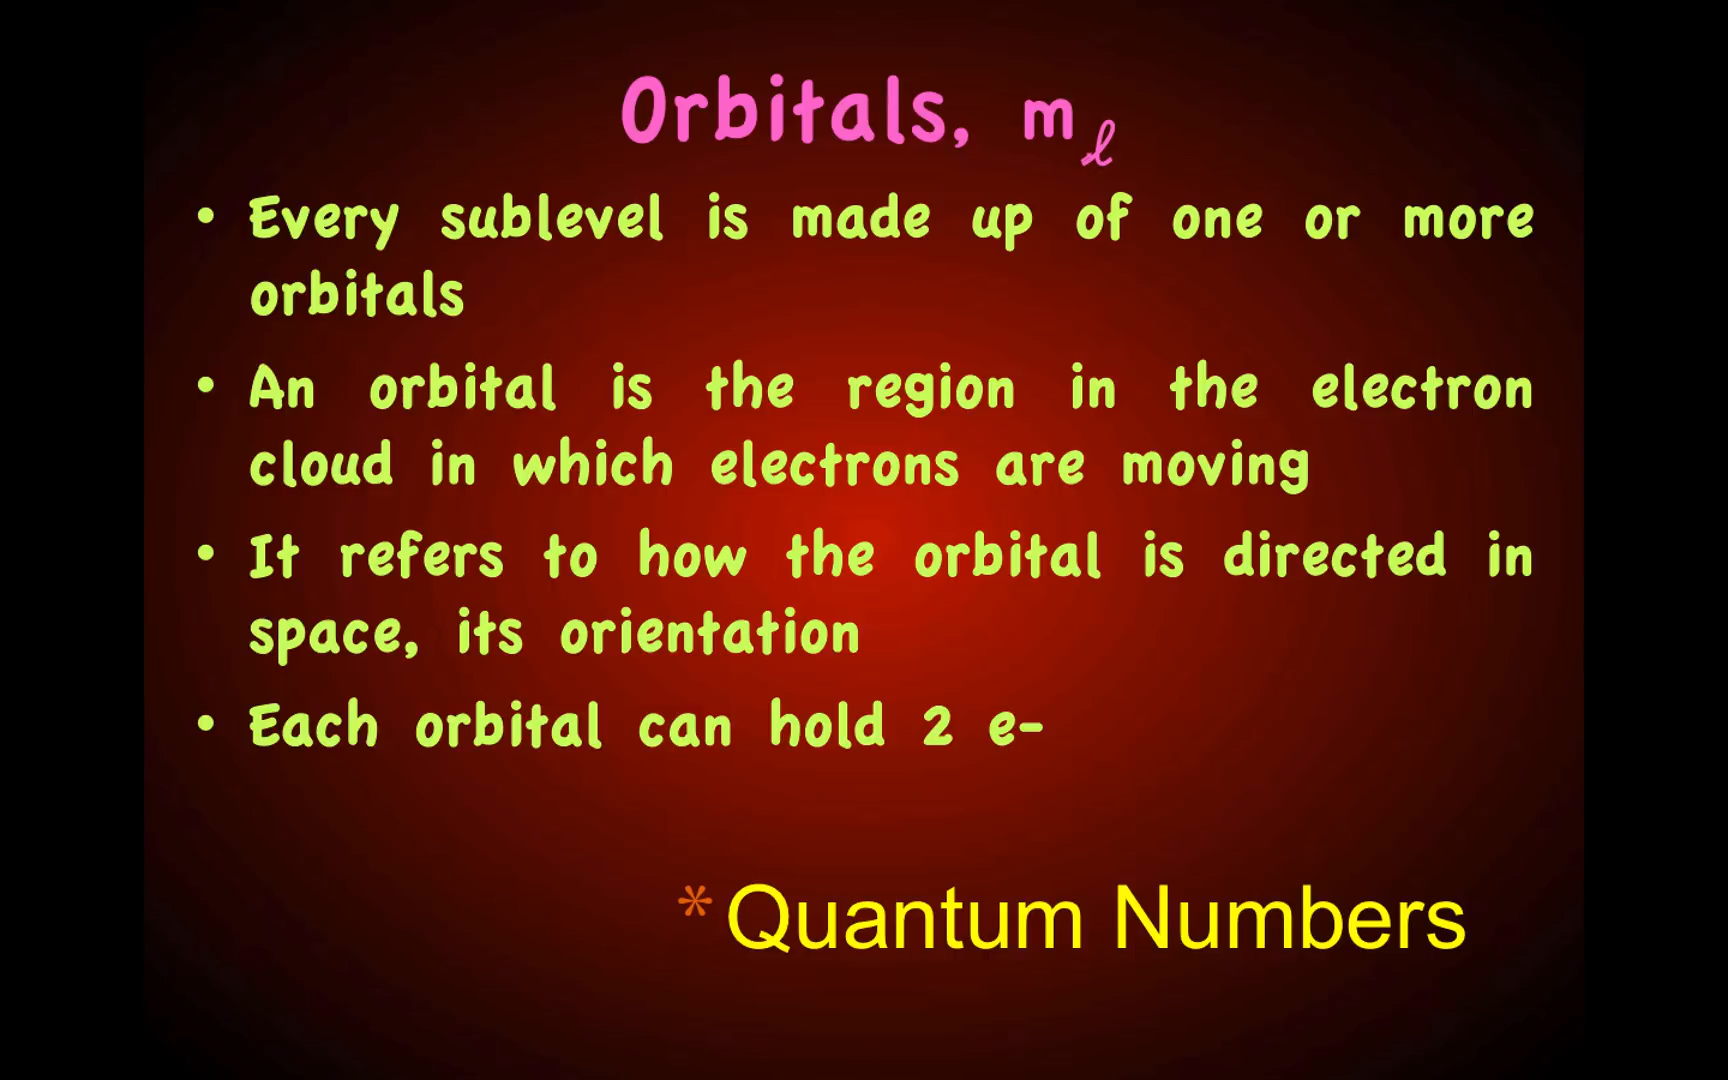 Orbitals, mℓ
• Every sublevel is made up of one or more
orbitals
• An orbital is the region in the electron
cloud in which electrons are moving
• It refers to how the orbital is directed in
space, its orientation
• Each orbital can hold 2 e-
* Quantum Numbers